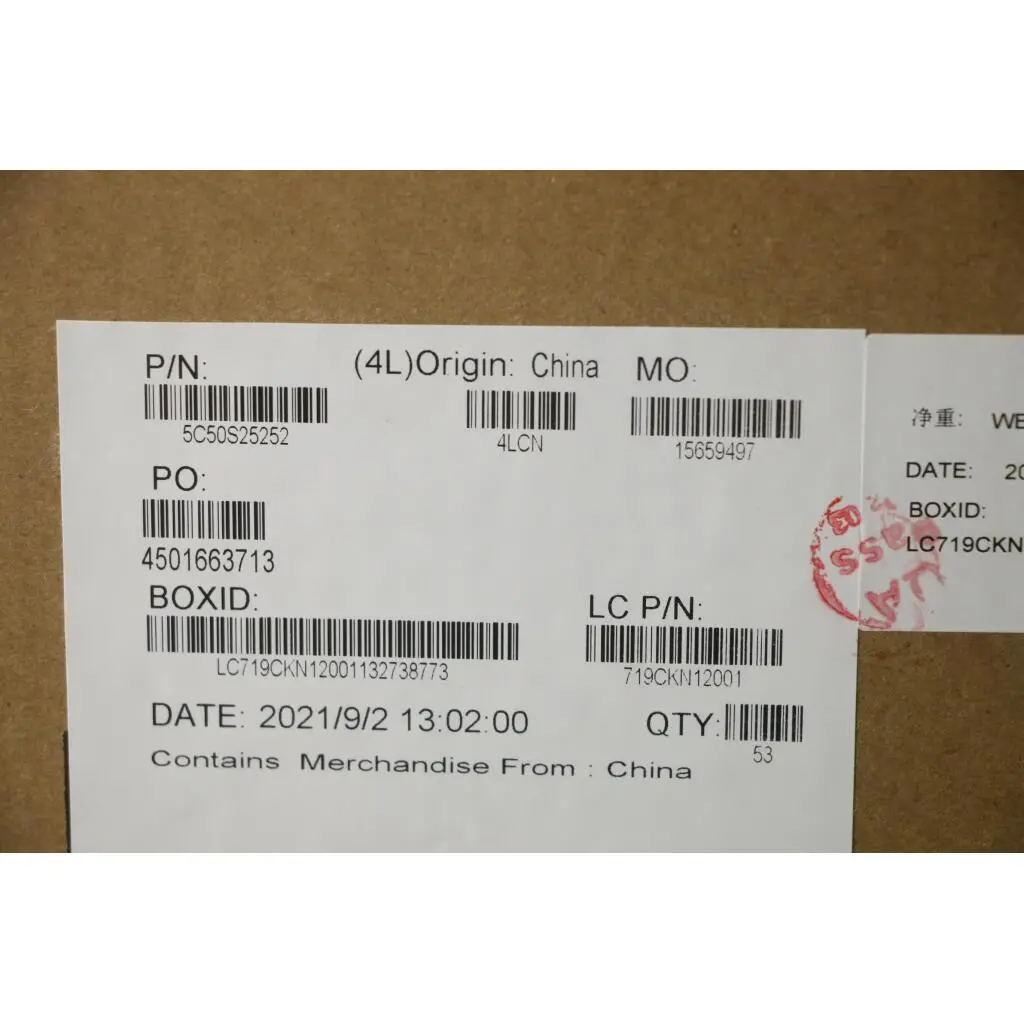 P/N: (4L)Origin: China MO:
5C50S25252 4LCN 15659497
PO:
4501663713
BOXID: LC P/N:
LC719CKN12001132738773 719CKN12001
DATE: 2021/9/2 13:02:00 QTY:
53
Contains Merchandise From : China
净重: WE
DATE: 20
BOXID:
LC719CKN